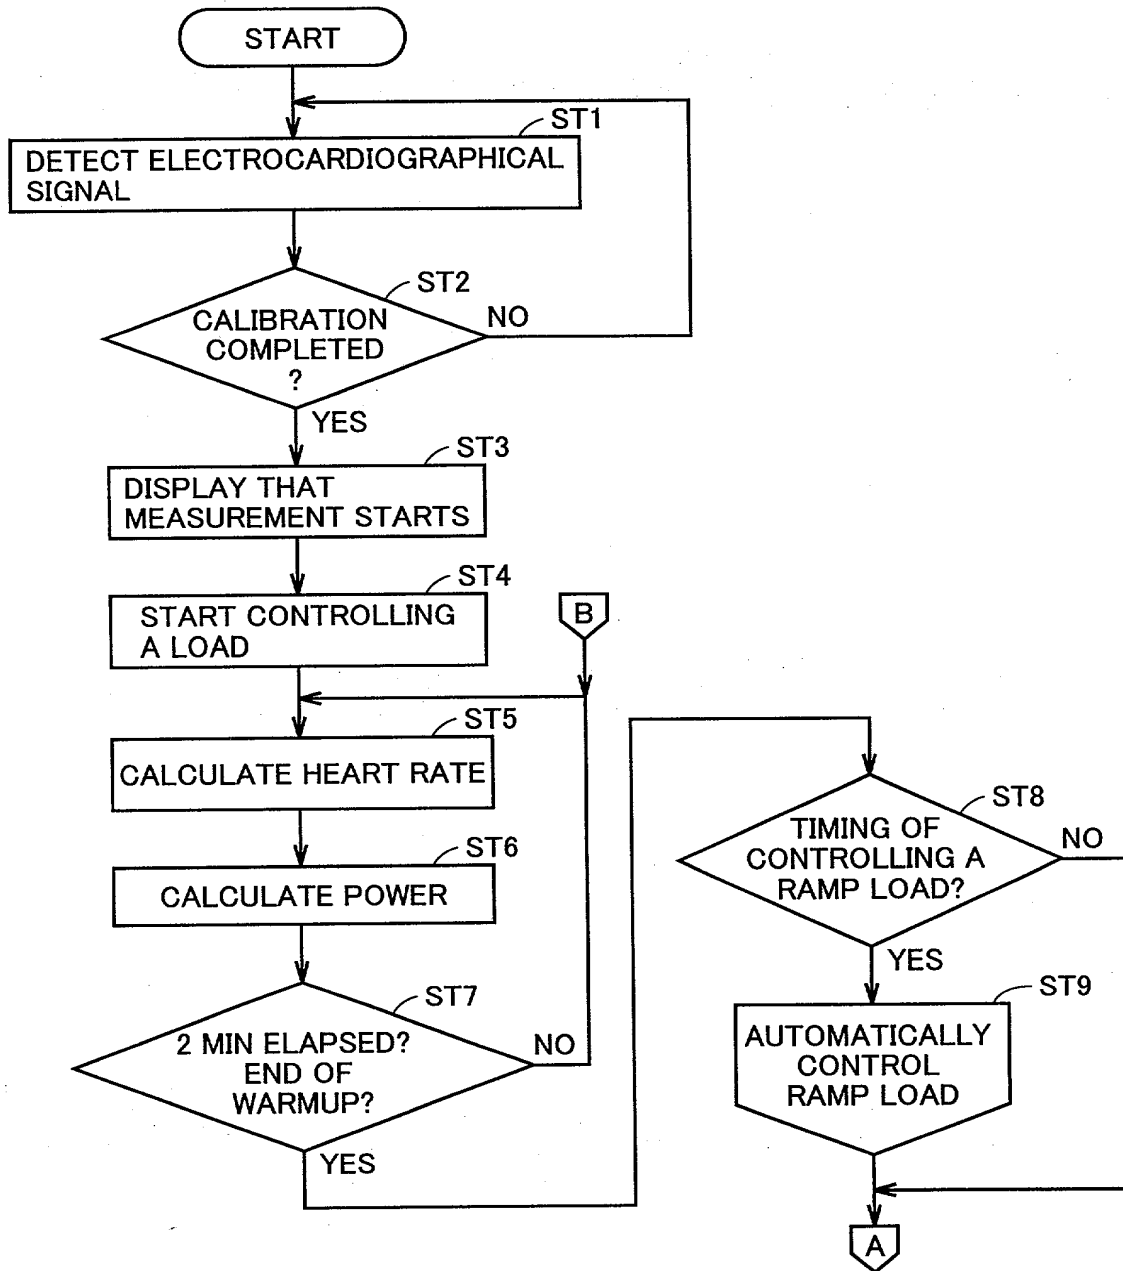 START
ST1
DETECT ELECTROCARDIOGRAPHICAL
SIGNAL
ST2
CALIBRATION
COMPLETED
?
NO
YES
ST3
DISPLAY THAT
MEASUREMENT STARTS
ST4
START CONTROLLING
A LOAD
B
ST5
CALCULATE HEART RATE
ST6
CALCULATE POWER
ST7
2 MIN ELAPSED?
END OF
WARMUP?
NO
YES
ST8
TIMING OF
CONTROLLING A
RAMP LOAD?
NO
YES
ST9
AUTOMATICALLY
CONTROL
RAMP LOAD
A